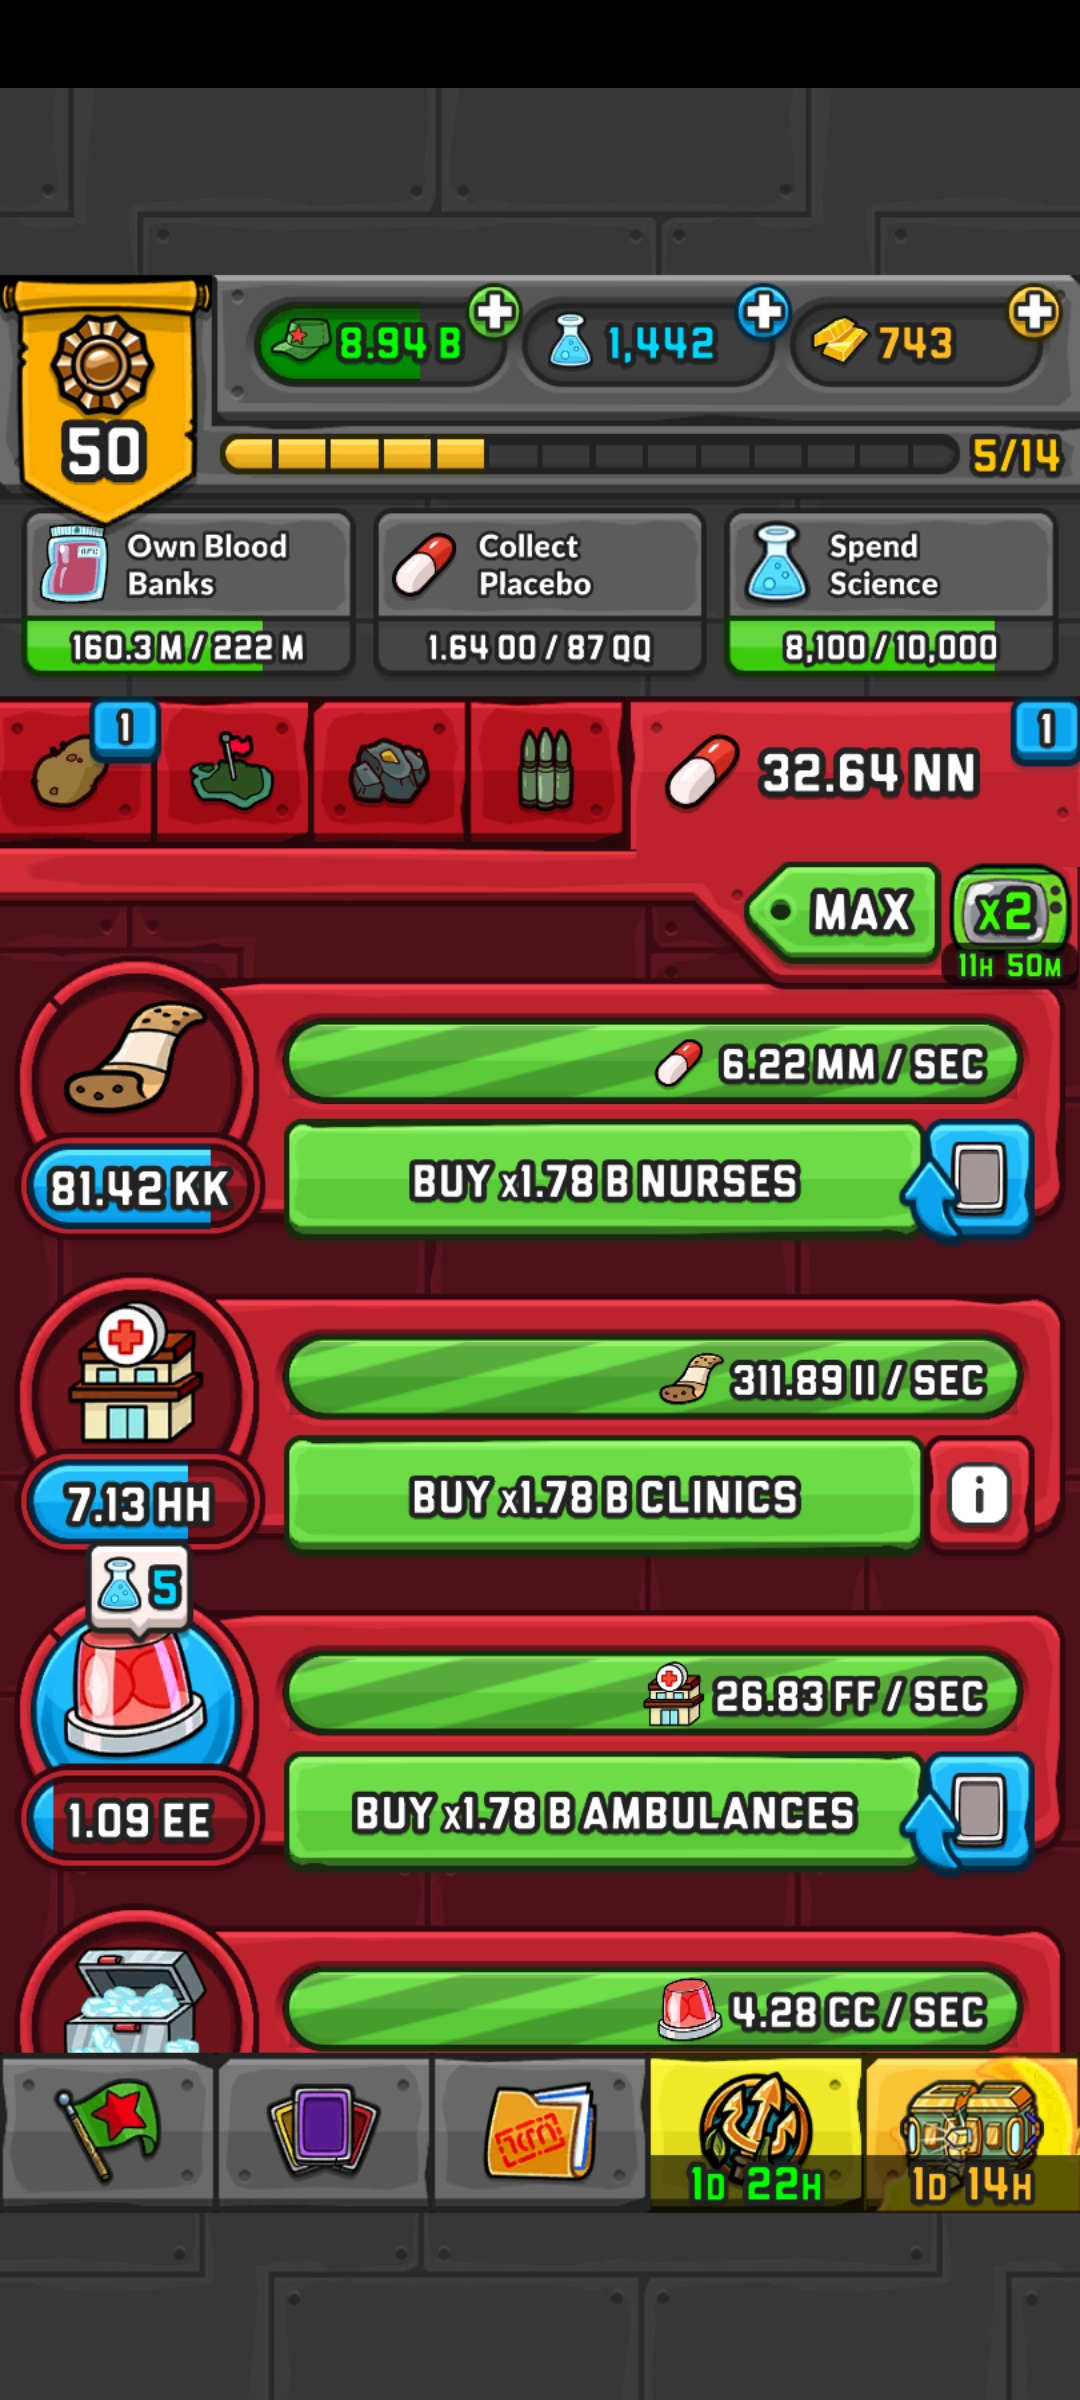 8.94 B
1,442
743
50
5/14
Own Blood Banks
160.3 M / 222 M
Collect Placebo
1.64 OO / 87 QQ
Spend Science
8,100 / 10,000
1
32.64 NN
1
MAX
x2
11H 50M
6.22 MM / SEC
81.42 KK
BUY x1.78 B NURSES
311.89 II / SEC
7.13 HH
BUY x1.78 B CLINICS
i
5
26.83 FF / SEC
1.09 EE
BUY x1.78 B AMBULANCES
4.28 CC / SEC
1D 22H
1D 14H